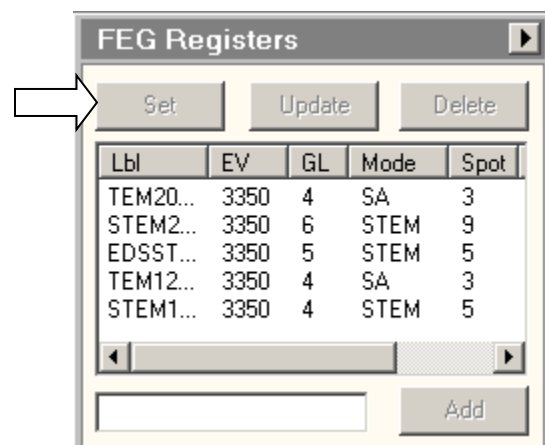 FEG Registers
Set Update Delete
Lbl EV GL Mode Spot
TEM20... 3350 4 SA 3
STEM2... 3350 6 STEM 9
EDSST... 3350 5 STEM 5
TEM12... 3350 4 SA 3
STEM1... 3350 4 STEM 5
Add